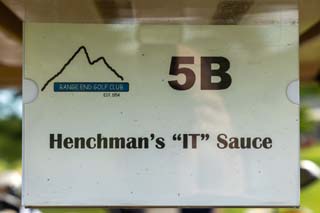 5B
RANGE END GOLF CLUB
EST. 1954
Henchman's “IT” Sauce